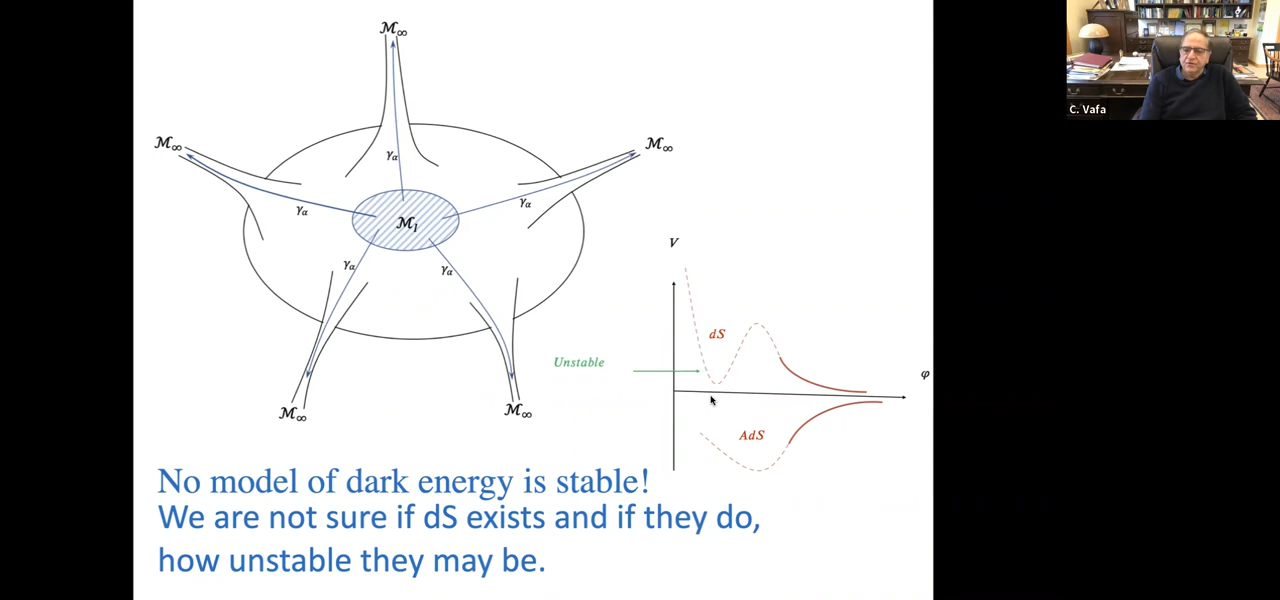 ℳ∞
C. Vafa
ℳ∞
ℳ∞
γα
γα
γα
ℳI
γα
γα
V
dS
Unstable
φ
ℳ∞
ℳ∞
AdS
No model of dark energy is stable!
We are not sure if dS exists and if they do,
how unstable they may be.